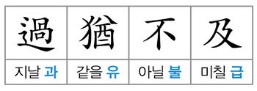 過 猶 不 及
지날 과 같을 유 아닐 불 미칠 급